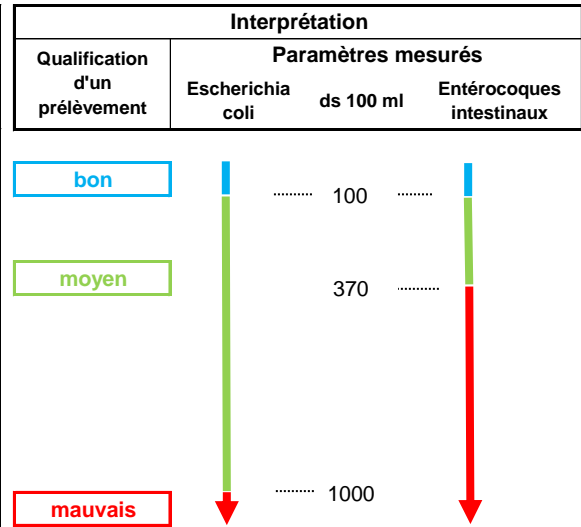 Interprétation
Qualification
d'un
prélèvement
Paramètres mesurés
Escherichia
coli
ds 100 ml
Entérocoques
intestinaux
bon
100
moyen
370
1000
mauvais